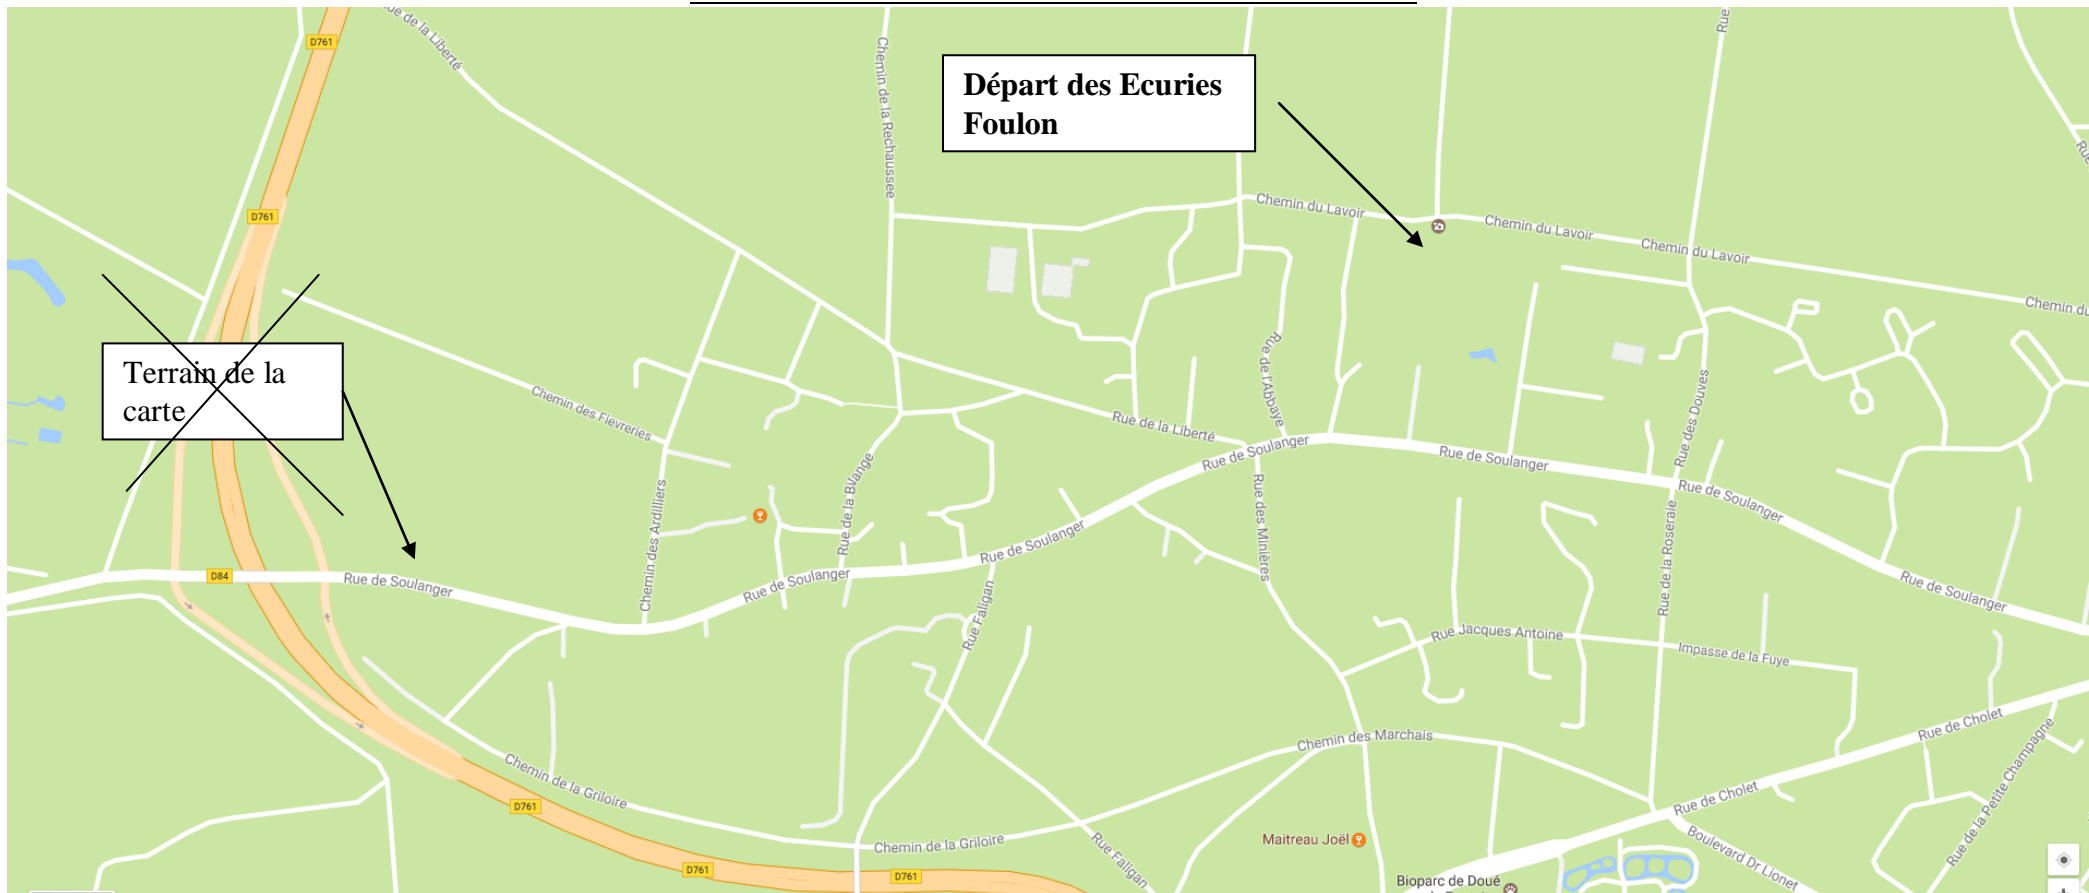 D761
Rue de la Liberté
Chemin de la Rechaussee
Départ des Ecuries
Foulon
Rue
Rue
D761
Chemin du Lavoir
Chemin du Lavoir
Chemin du Lavoir
Chemin du
Terrain de la
carte
Chemin des Fievreries
Rue de l'Abbaye
Rue de la Liberté
Rue de Soulanger
Rue de Soulanger
Rue des Douves
Rue de Soulanger
Rue de la Bilange
Chemin des Ardilliers
Rue des Minières
Rue de la Roseraie
Rue de Soulanger
D84
Rue de Soulanger
Rue de Soulanger
Rue de Soulanger
Rue Faligan
Rue Jacques Antoine
Impasse de la Fuye
Chemin des Marchais
Rue de Cholet
Rue de la Petite Champagne
Chemin de la Griloire
Rue de Cholet
D761
Chemin de la Griloire
Rue Faligan
Maitreau Joël
Boulevard Dr Lionet
D761
D761
Bioparc de Doué